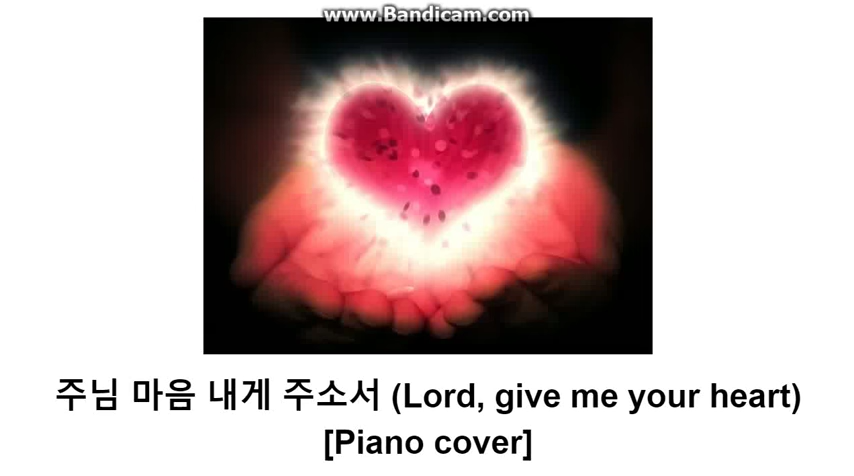 www.Bandicam.com
주님 마음 내게 주소서 (Lord, give me your heart)
[Piano cover]